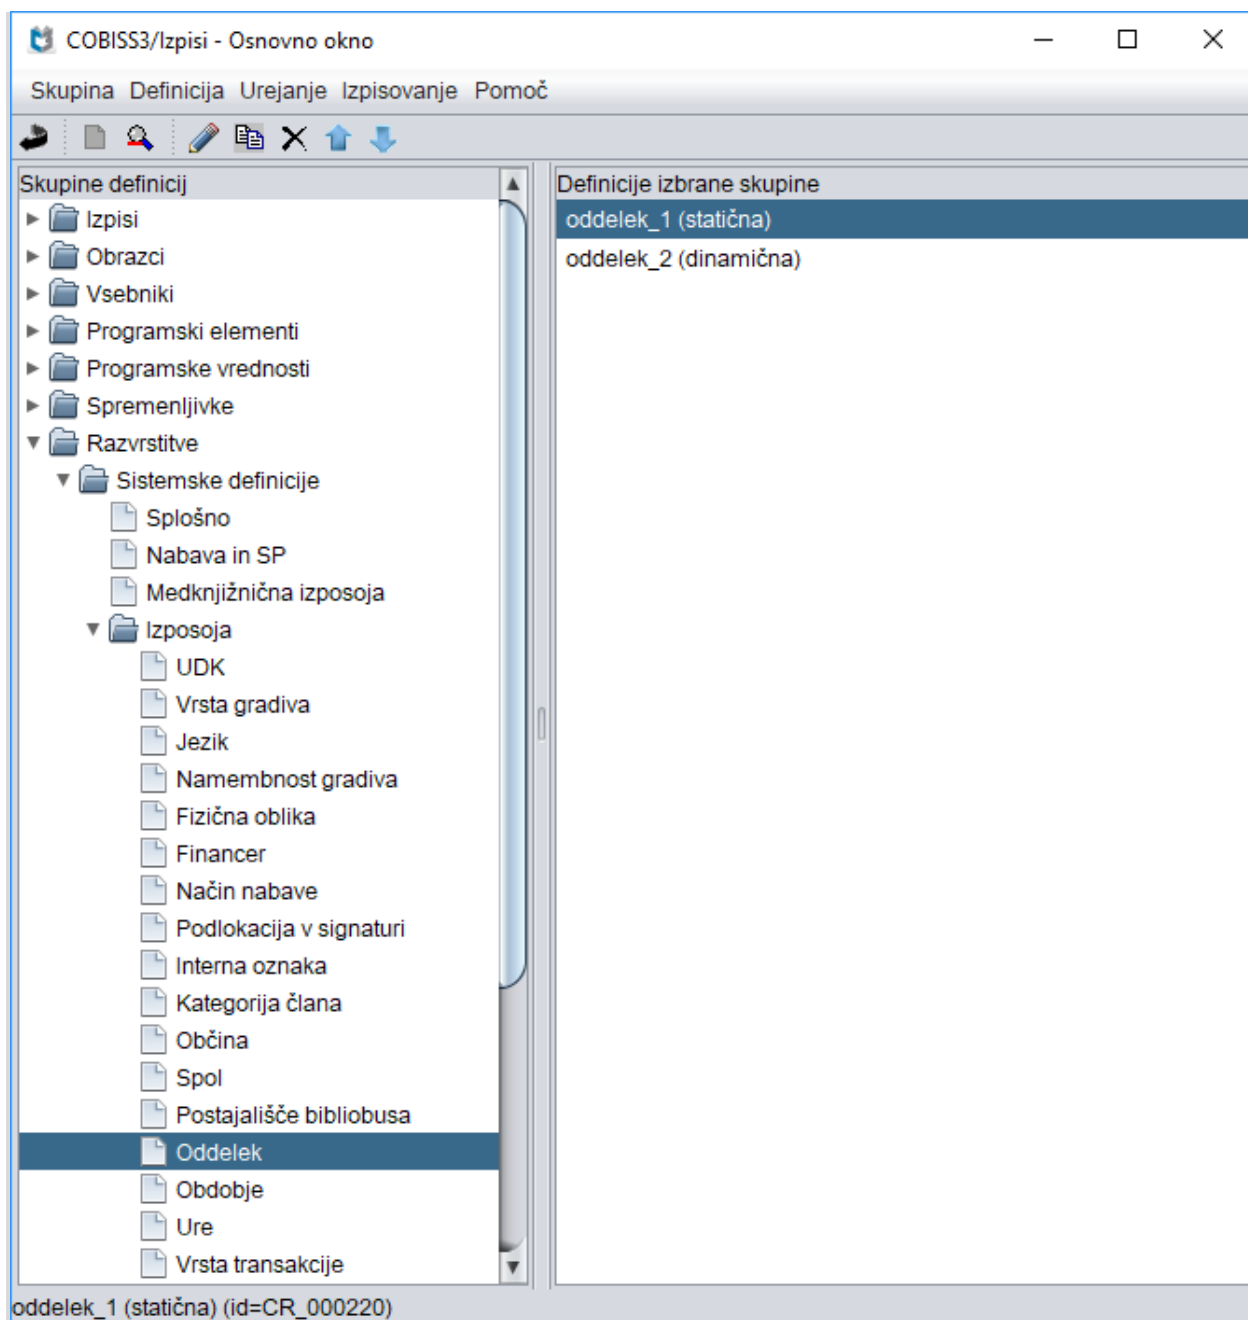 COBISS3/Izpisi - Osnovno okno
Skupina Definicija Urejanje Izpisovanje Pomoč
Skupine definicij
Izpisi
Obrazci
Vsebniki
Programski elementi
Programske vrednosti
Spremenljivke
Razvrstitve
Sistemske definicije
Splošno
Nabava in SP
Medknjižnična izposoja
Izposoja
UDK
Vrsta gradiva
Jezik
Namembnost gradiva
Fizična oblika
Financer
Način nabave
Podlokacija v signaturi
Interna oznaka
Kategorija člana
Občina
Spol
Postajališče bibliobusa
Oddelek
Obdobje
Ure
Vrsta transakcije
Definicije izbrane skupine
oddelek_1 (statična)
oddelek_2 (dinamična)
oddelek_1 (statična) (id=CR_000220)